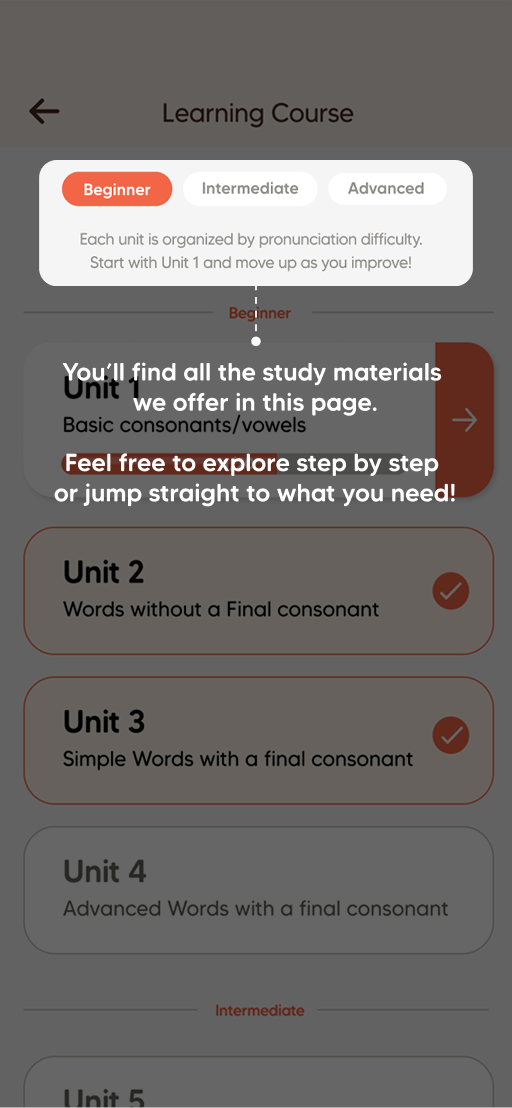 Learning Course
Beginner Intermediate Advanced
Each unit is organized by pronunciation difficulty.
Start with Unit 1 and move up as you improve!
Beginner
You'll find all the study materials
we offer in this page.
Unit 1
Basic consonants/vowels
Feel free to explore step by step
or jump straight to what you need!
Unit 2
Words without a Final consonant
Unit 3
Simple Words with a final consonant
Unit 4
Advanced Words with a final consonant
Intermediate
Unit 5